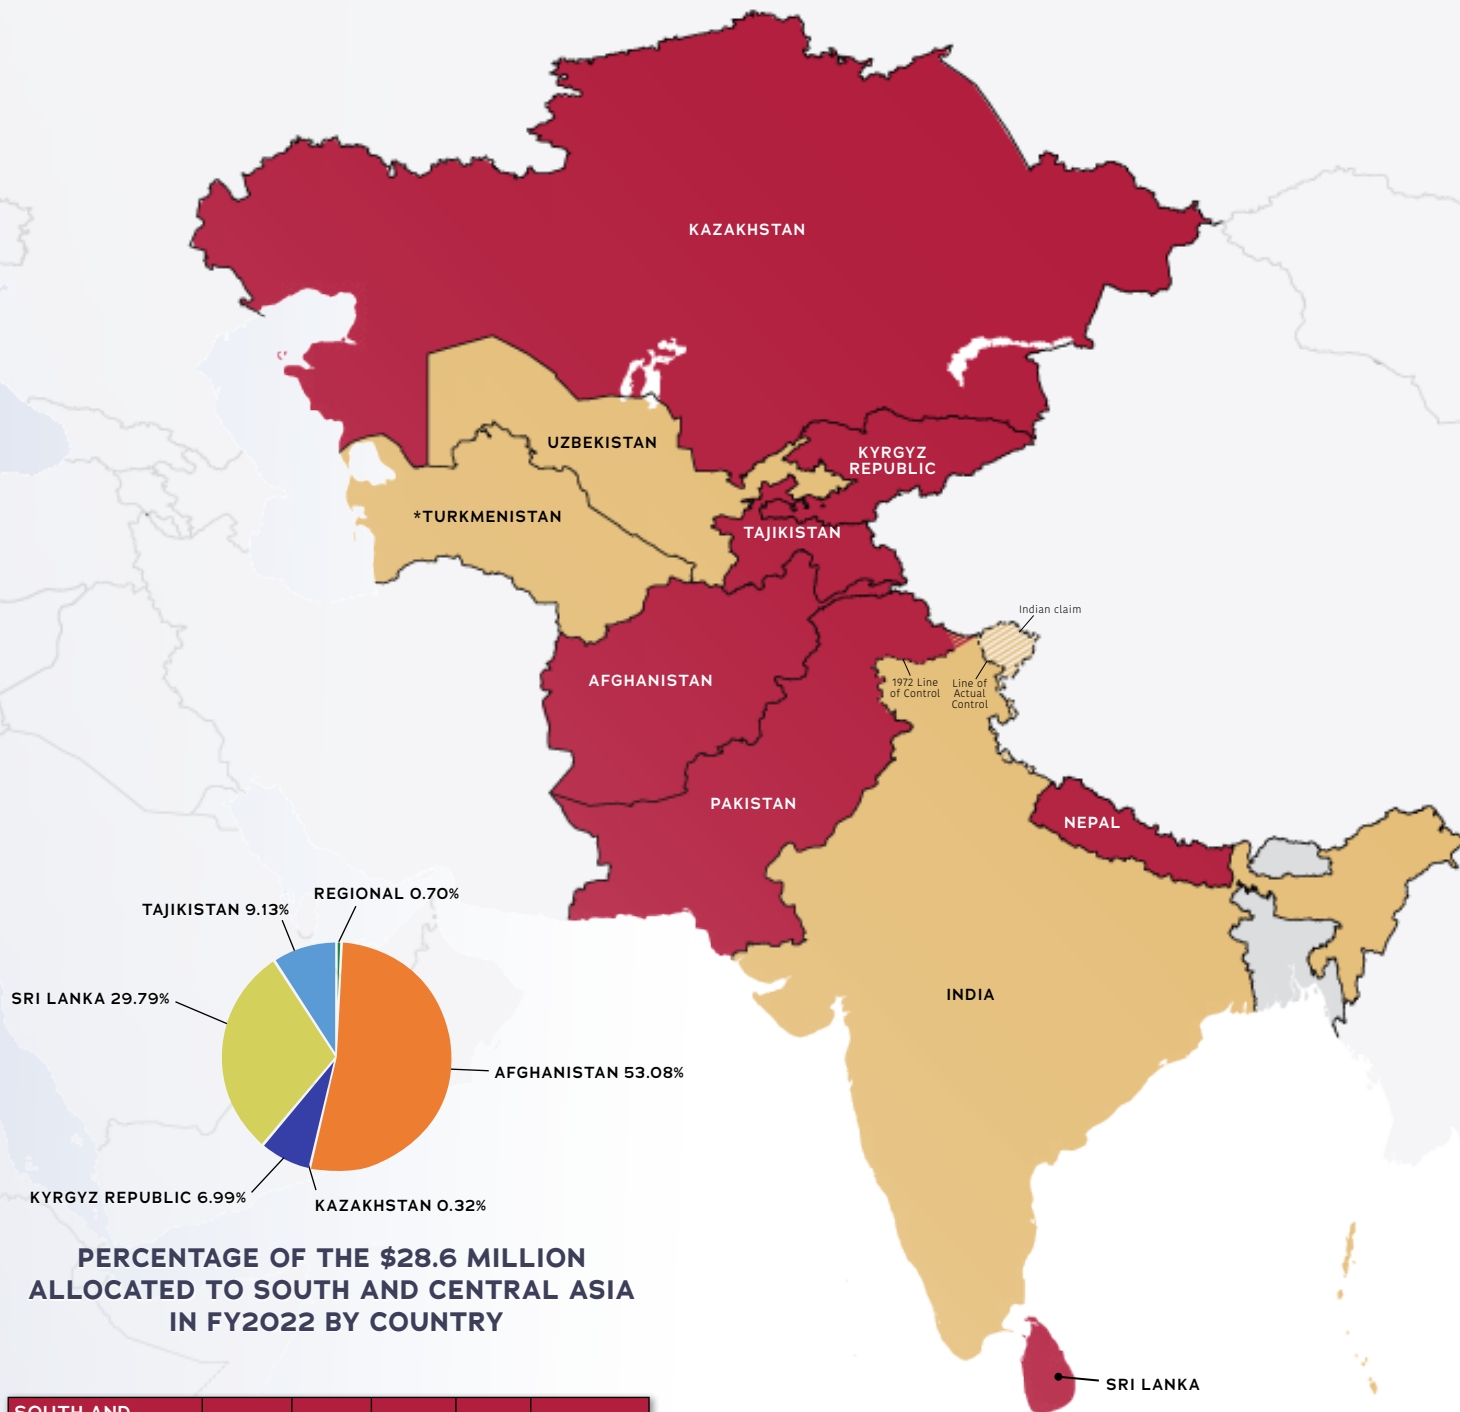 KAZAKHSTAN
UZBEKISTAN
KYRGYZ
REPUBLIC
*TURKMENISTAN
TAJIKISTAN
Indian claim
AFGHANISTAN
1972 Line
of Control
Line of
Actual
Control
PAKISTAN
NEPAL
INDIA
REGIONAL 0.70%
TAJIKISTAN 9.13%
SRI LANKA 29.79%
AFGHANISTAN 53.08%
KYRGYZ REPUBLIC 6.99%
KAZAKHSTAN 0.32%
PERCENTAGE OF THE $28.6 MILLION
ALLOCATED TO SOUTH AND CENTRAL ASIA
IN FY2022 BY COUNTRY
SRI LANKA
SOUTH AND